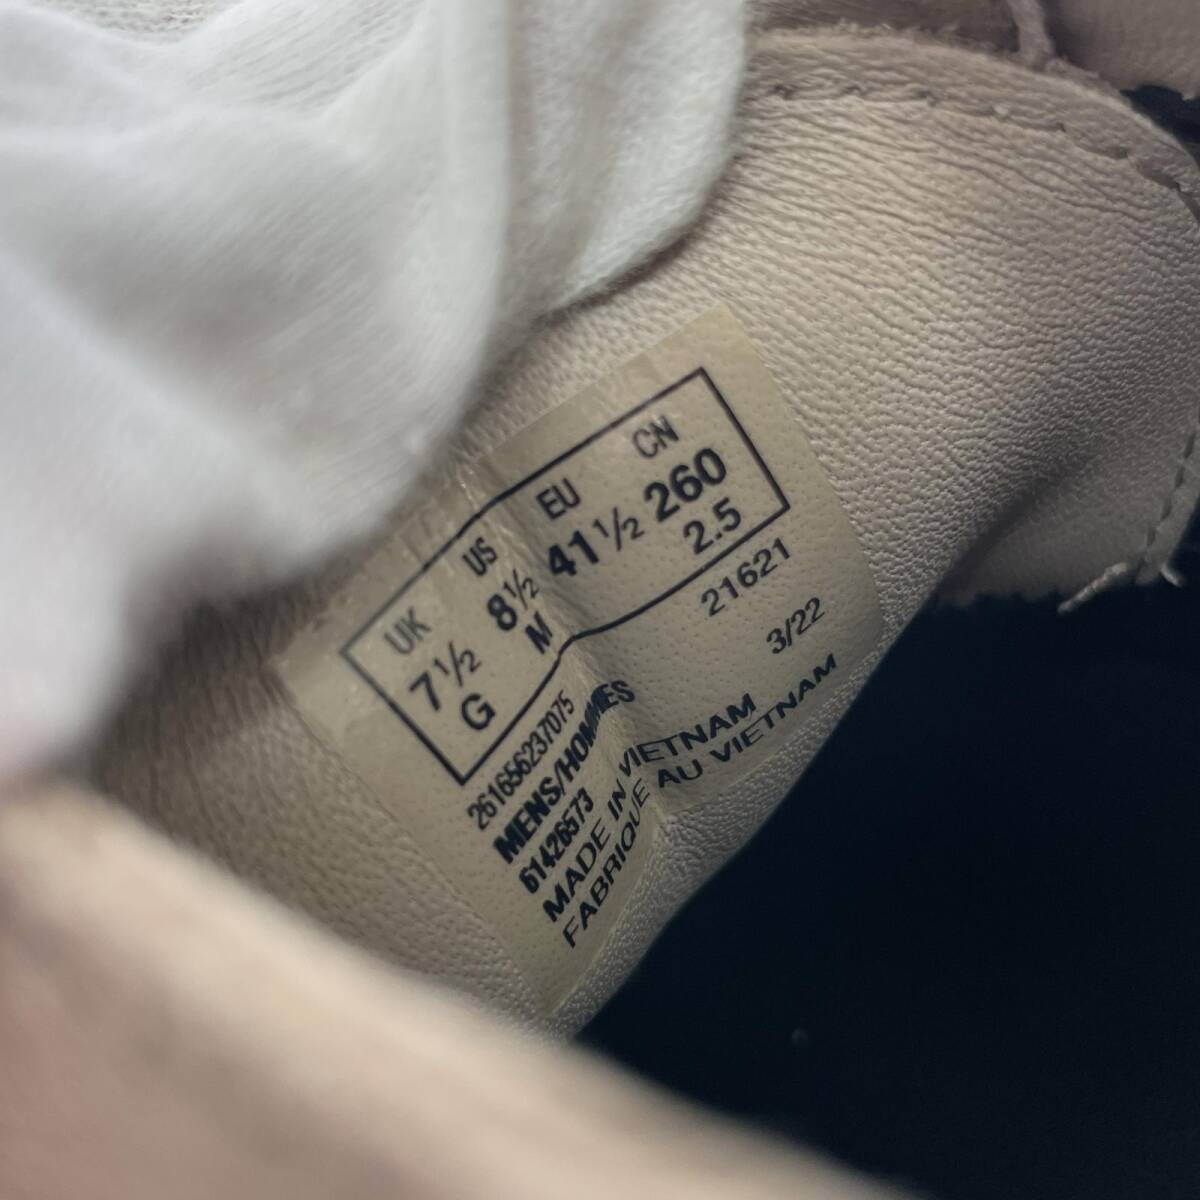 UK US EU CN
7½ 8½ 41½ 260
G M 2.5
261656237075 21621
MENS/HOMMES 3/22
61426573
MADE IN VIETNAM
FABRIQUE AU VIETNAM